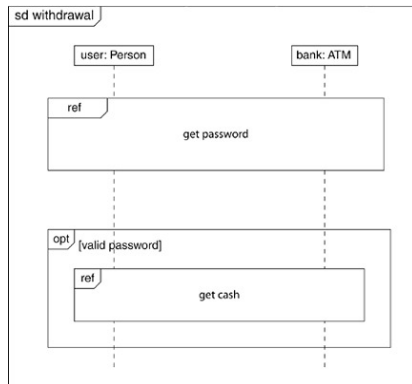 sd withdrawal
user: Person
bank: ATM
ref
get password
opt
[valid password]
ref
get cash